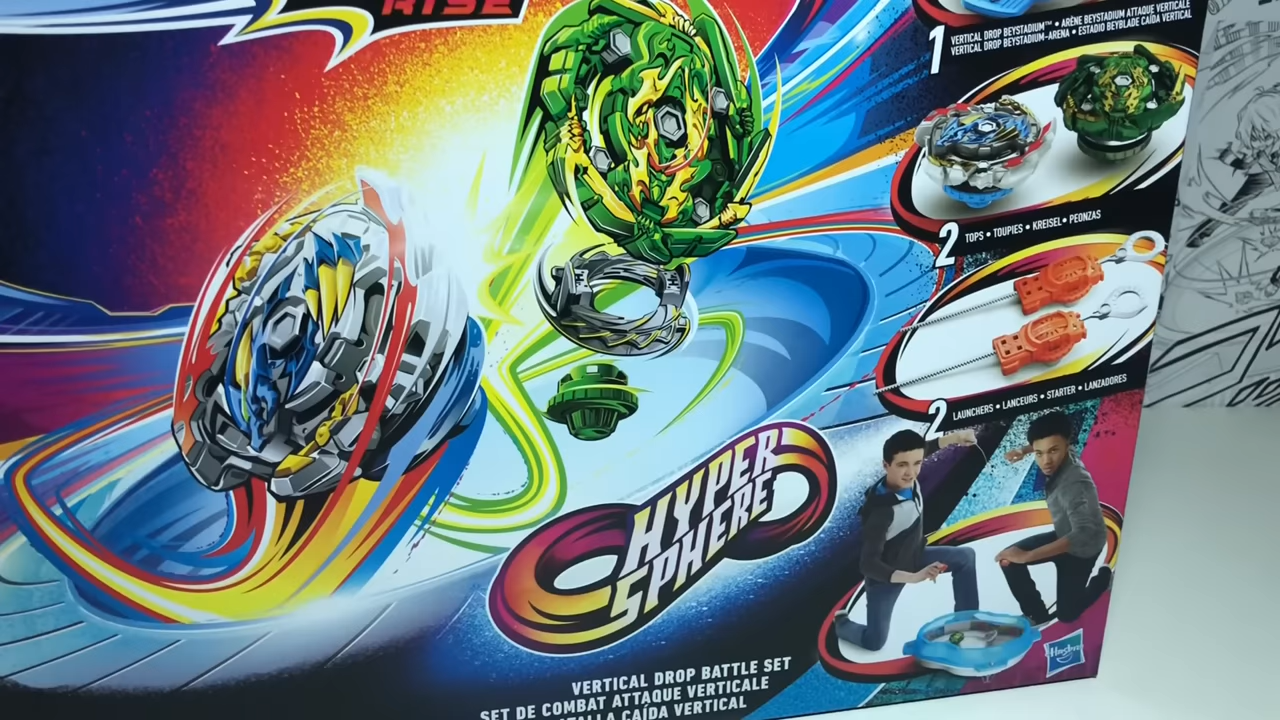 RISE
1 VERTICAL DROP BEYSTADIUM™ • ARÈNE BEYSTADIUM ATTAQUE VERTICALE
VERTICAL DROP BEYSTADIUM-ARENA • ESTADIO BEYBLADE CAÍDA VERTICAL
2 TOPS • TOUPIES • KREISEL • PEONZAS
2 LAUNCHERS • LANCEURS • STARTER • LANZADORES
HYPER
SPHERE
Hasbro
VERTICAL DROP BATTLE SET
SET DE COMBAT ATTAQUE VERTICALE
CAÍDA VERTICAL